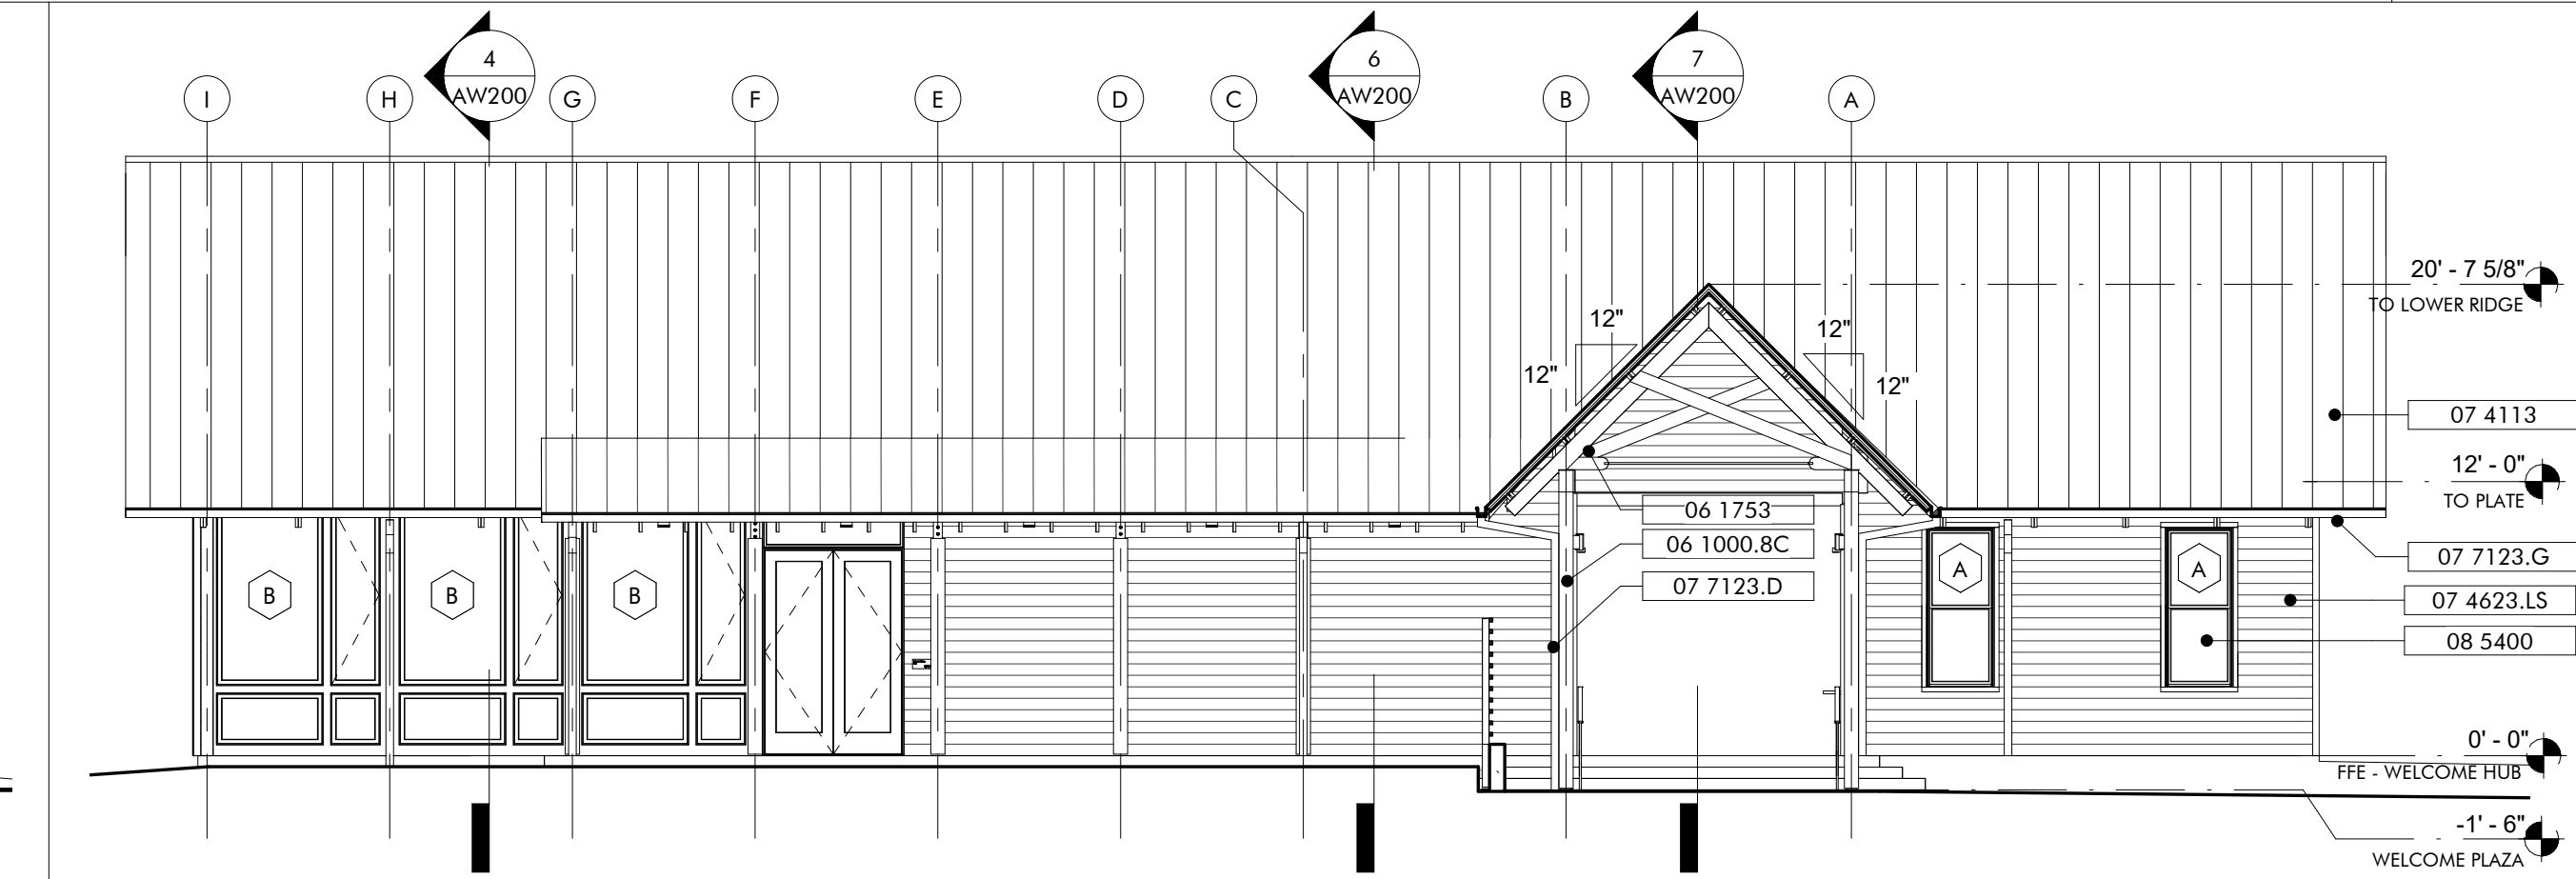 4
AW200
6
AW200
7
AW200
I
H
G
F
E
D
C
B
A
20' - 7 5/8"
TO LOWER RIDGE
12"
12"
12"
12"
07 4113
12' - 0"
TO PLATE
06 1753
06 1000.8C
07 7123.D
07 7123.G
07 4623.LS
08 5400
B
B
B
A
A
0' - 0"
FFE - WELCOME HUB
-1' - 6"
WELCOME PLAZA